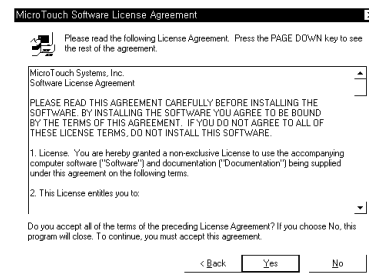 MicroTouch Software License Agreement
Please read the following License Agreement. Press the PAGE DOWN key to see
the rest of the agreement.
MicroTouch Systems, Inc.
Software License Agreement
PLEASE READ THIS AGREEMENT CAREFULLY BEFORE INSTALLING THE
SOFTWARE. BY INSTALLING THE SOFTWARE YOU AGREE TO BE BOUND
BY THE TERMS OF THIS AGREEMENT. IF YOU DO NOT AGREE TO ALL OF
THESE LICENSE TERMS, DO NOT INSTALL THIS SOFTWARE.
1. License. You are hereby granted a non-exclusive License to use the accompanying
computer software ("Software") and documentation ("Documentation") being supplied
under this agreement on the following terms.
2. This License entitles you to:
Do you accept all of the terms of the preceding License Agreement? If you choose No, this
program will close. To continue, you must accept this agreement.
< Back Yes No